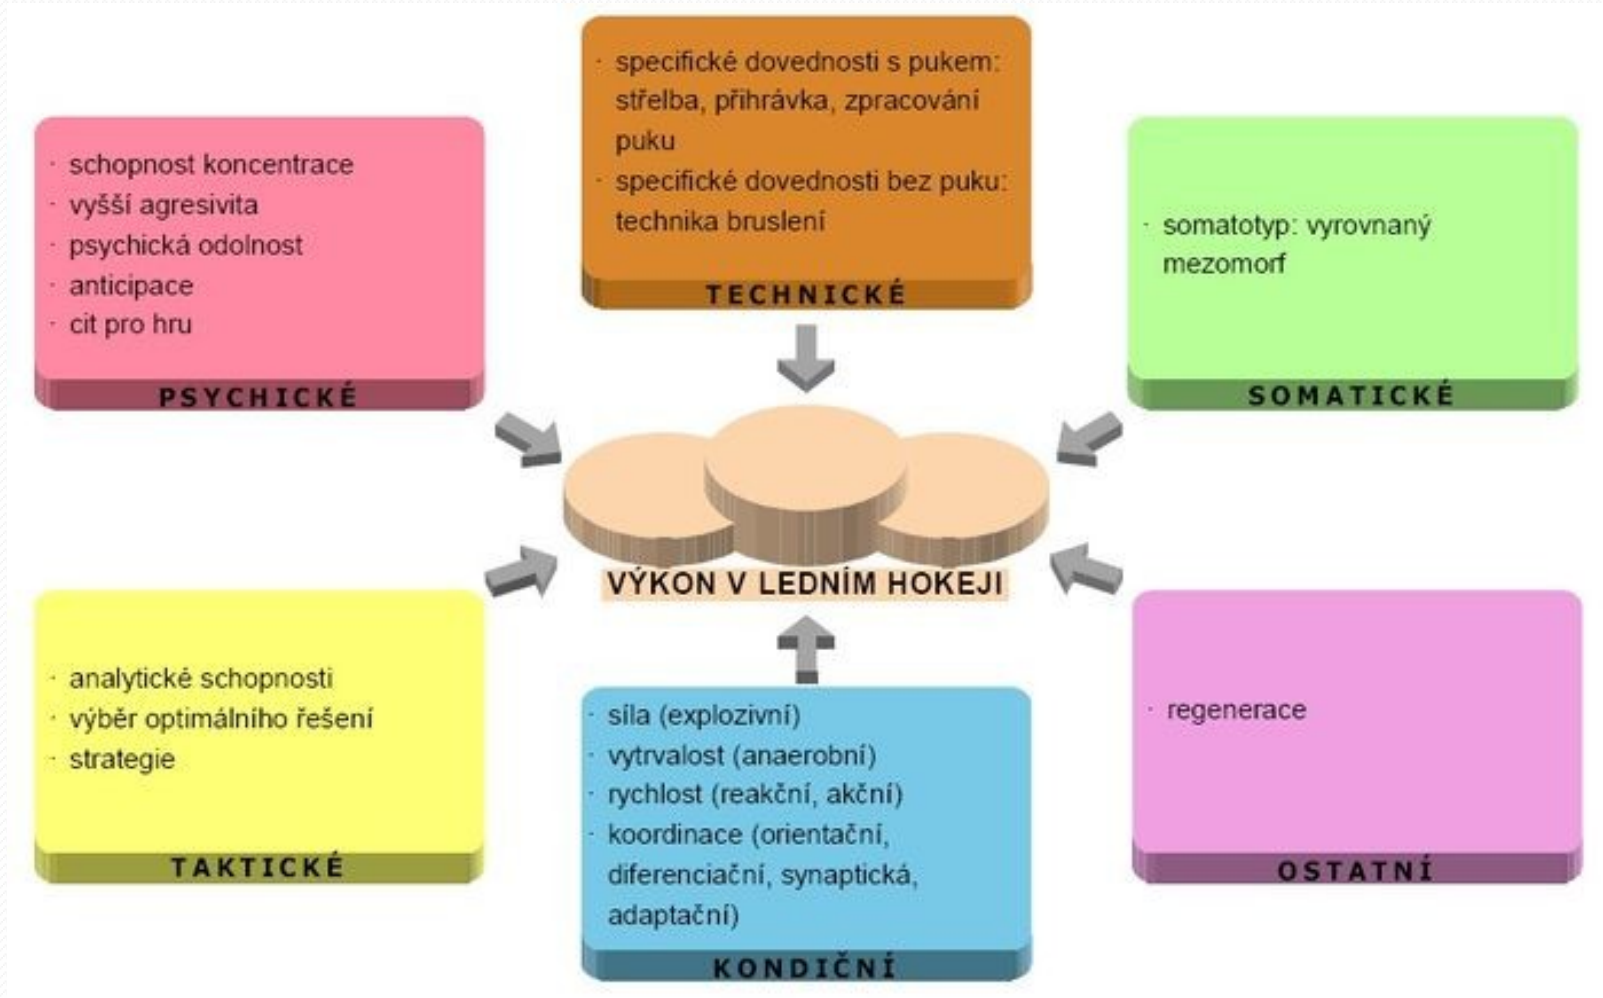 · specifické dovednosti s pukem:
střelba, přihrávka, zpracování
puku
· specifické dovednosti bez puku:
technika bruslení
TECHNICKÉ
· schopnost koncentrace
· vyšší agresivita
· psychická odolnost
· anticipace
· cit pro hru
PSYCHICKÉ
· somatotyp: vyrovnaný
mezomorf
SOMATICKÉ
VÝKON V LEDNÍM HOKEJI
· analytické schopnosti
· výběr optimálního řešení
· strategie
TAKTICKÉ
· síla (explozivní)
· vytrvalost (anaerobní)
· rychlost (reakční, akční)
· koordinace (orientační,
diferenciační, synaptická,
adaptační)
KONDIČNÍ
· regenerace
OSTATNÍ